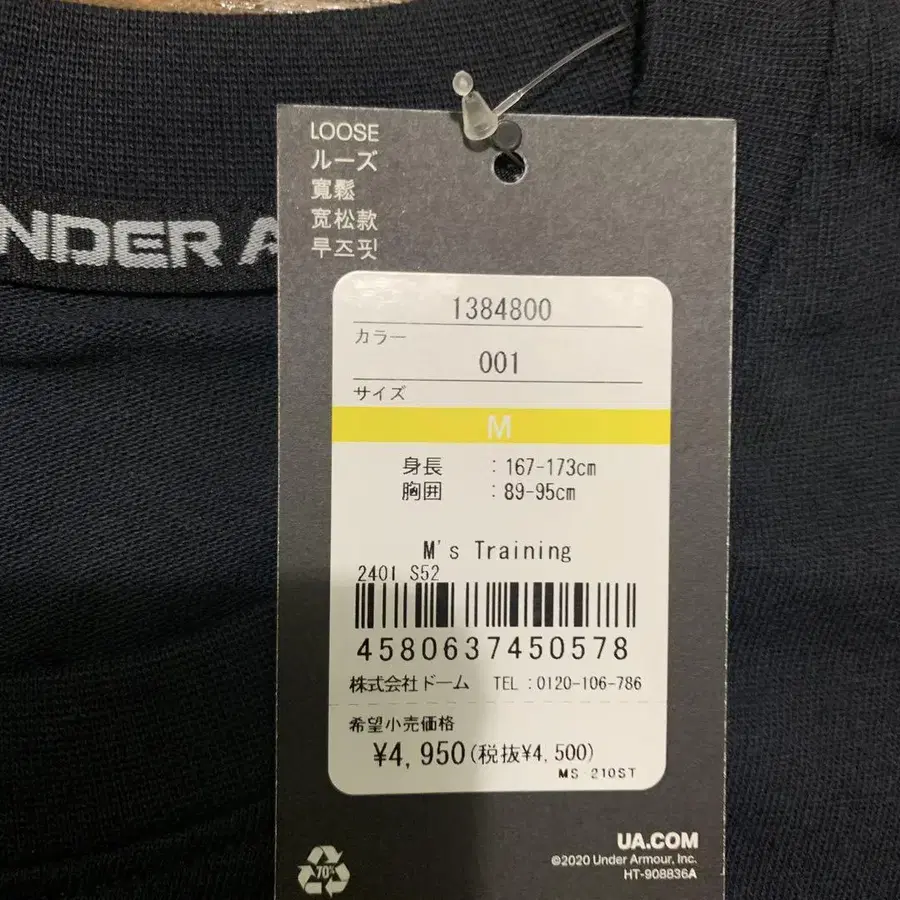 LOOSE
ルーズ
寬鬆
宽松款
루즈핏
NDER A
1384800
カラー
001
サイズ
M
身長 : 167-173cm
胸囲 : 89-95cm
M's Training
2401 S52
4580637450578
株式会社ドーム TEL : 0120-106-786
希望小売価格
¥4,950(税抜¥4,500)
MS-210ST
70%
UA.COM
©2020 Under Armour, Inc.
HT-908836A